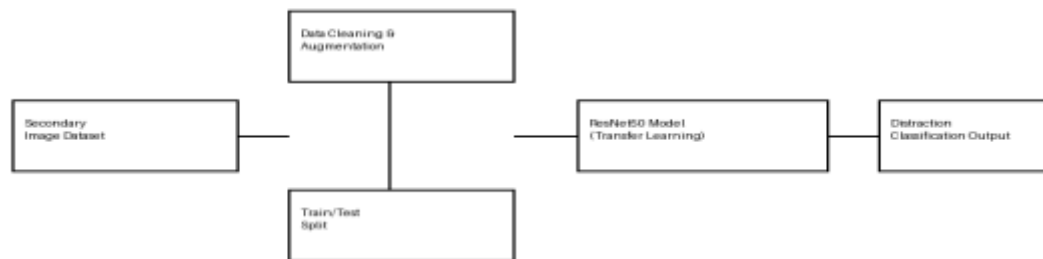 Data Cleaning &
Augmentation
Secondary
Image Dataset
ResNet50 Model
(Transfer Learning)
Distraction
Classification Output
Train/Test
Split